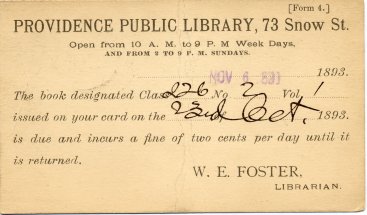 [Form 4.]
PROVIDENCE PUBLIC LIBRARY, 73 Snow St.
Open from 10 A. M. to 9 P. M Week Days,
AND FROM 2 TO 9 P. M. SUNDAYS.
NOV 6 1893.
The book designated Class 226 No 2 Vol 1
issued on your card on the 23rd Oct. 1893.
is due and incurs a fine of two cents per day until it
is returned.
W. E. FOSTER,
LIBRARIAN.